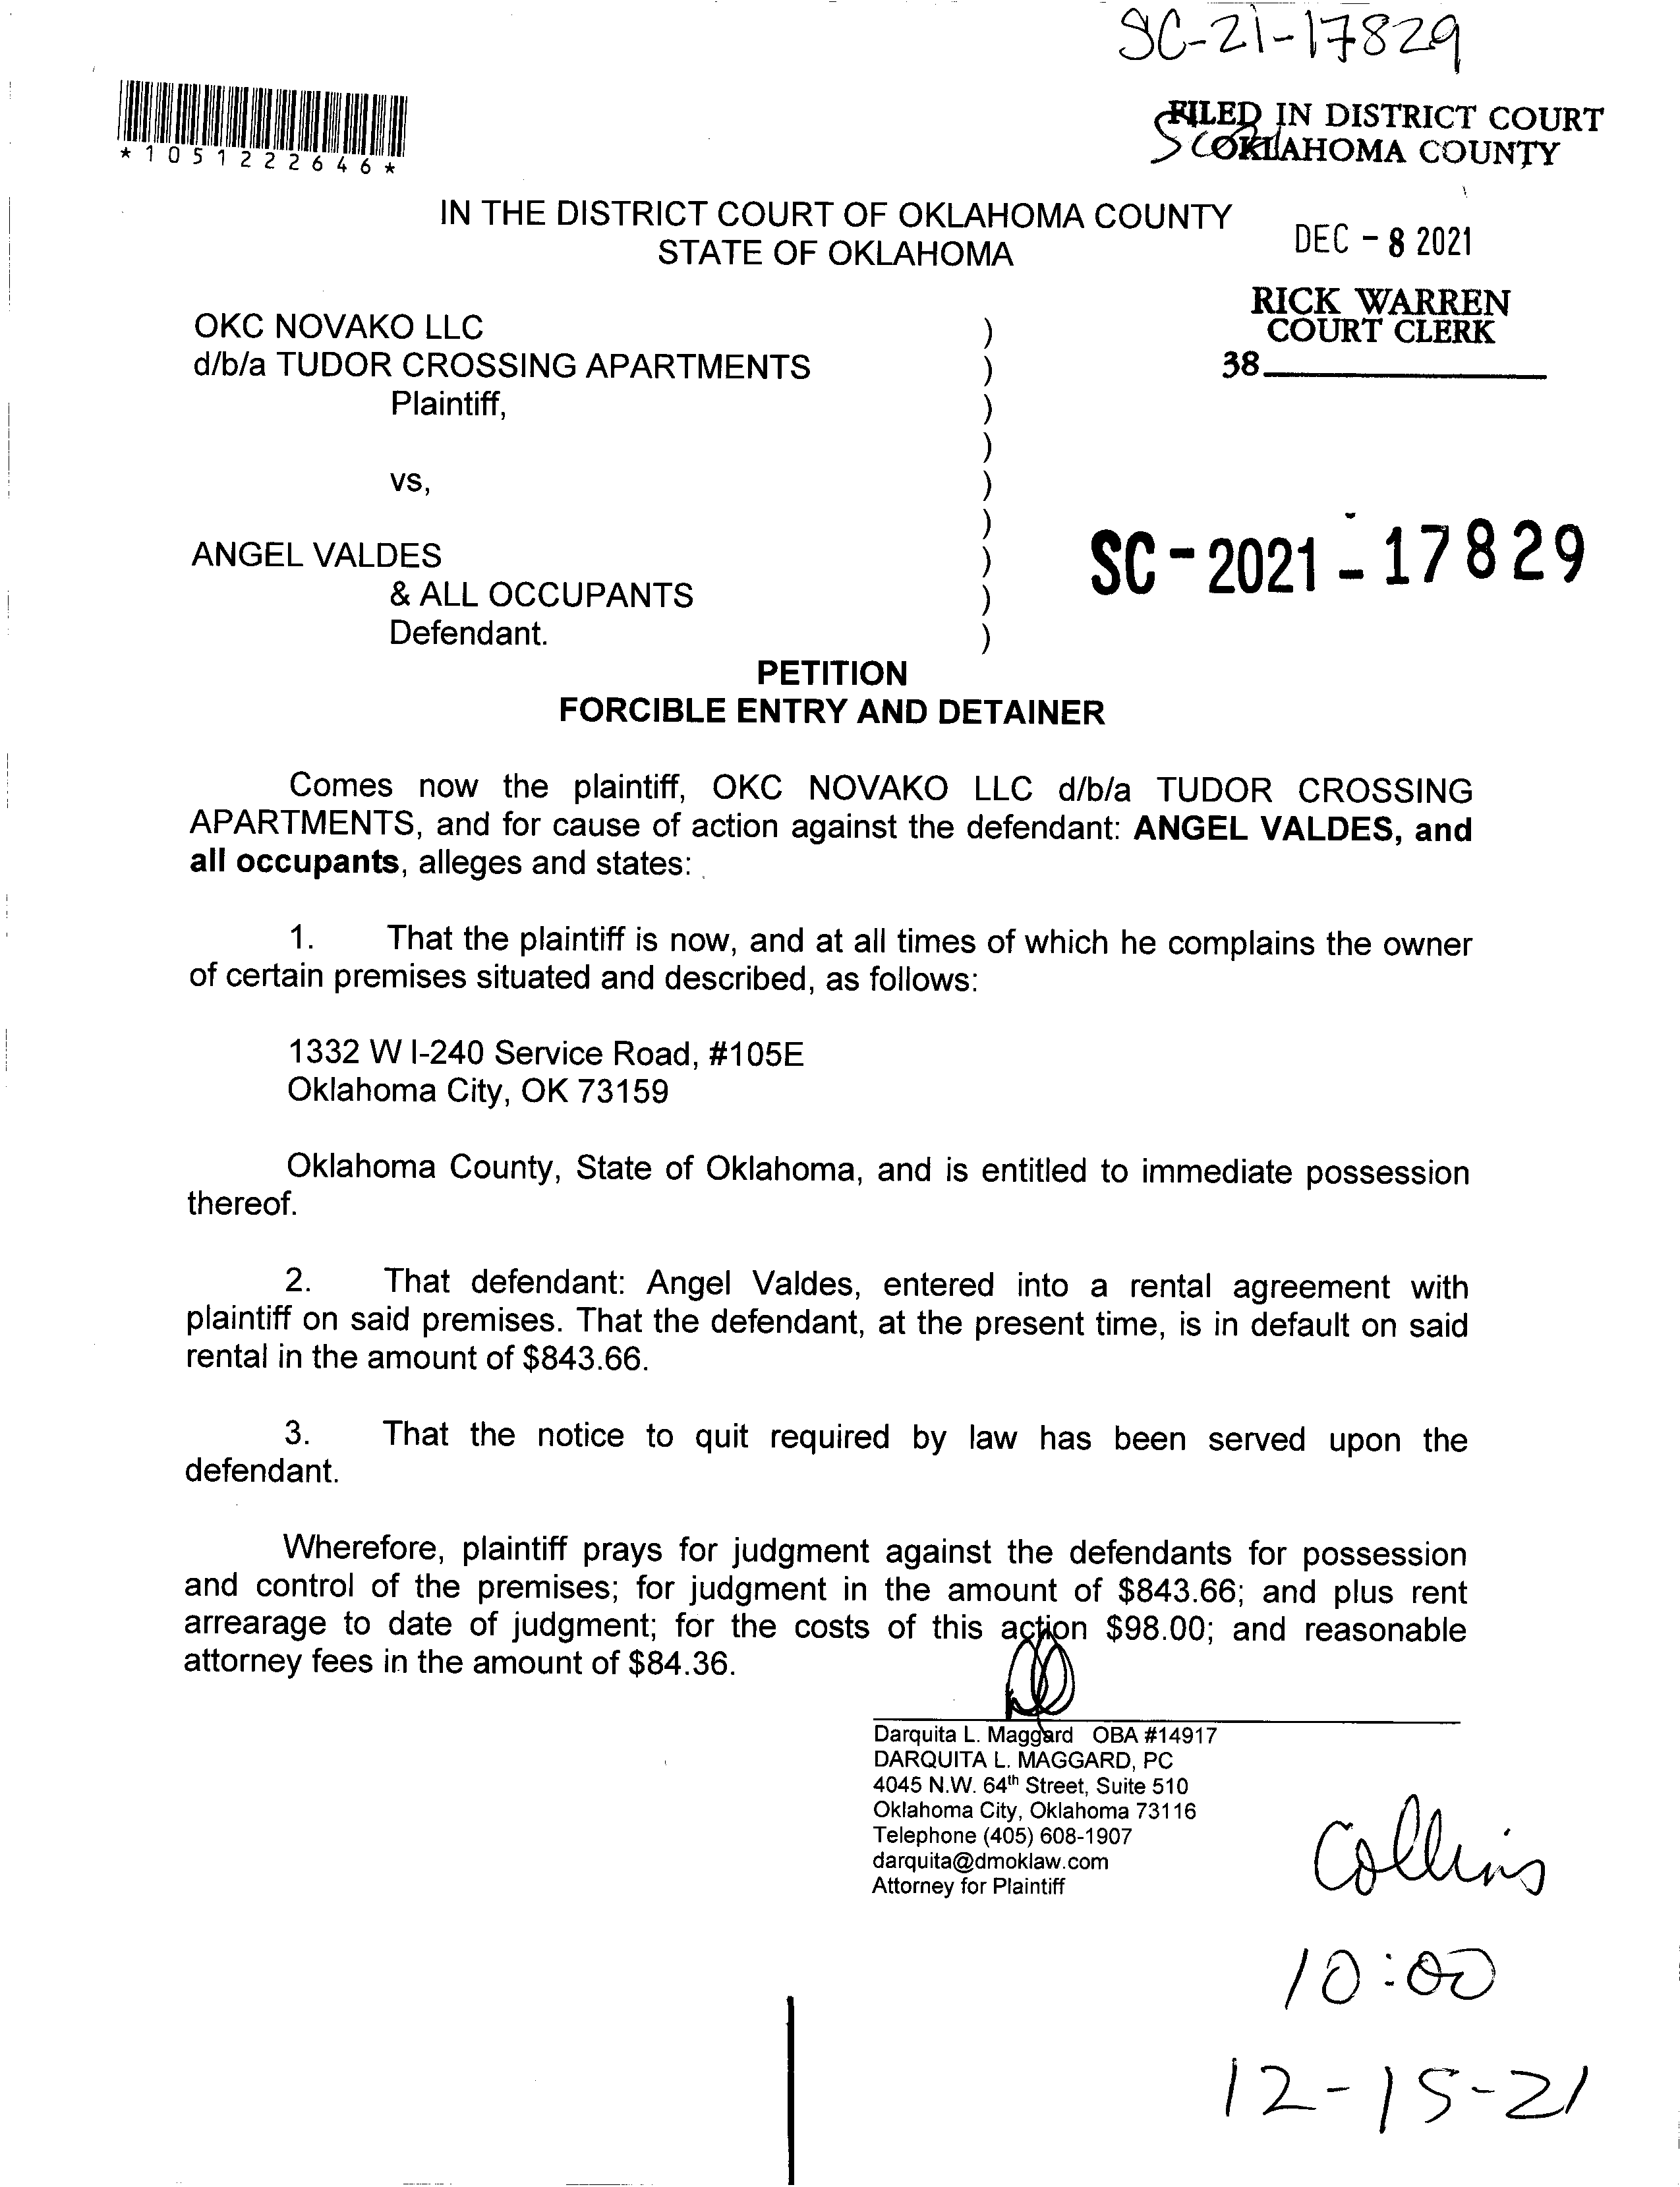 SC-21-17829
*1051222646*
FILED IN DISTRICT COURT
OKLAHOMA COUNTY
IN THE DISTRICT COURT OF OKLAHOMA COUNTY
STATE OF OKLAHOMA
DEC - 8 2021
RICK WARREN
COURT CLERK
38
OKC NOVAKO LLC )
d/b/a TUDOR CROSSING APARTMENTS )
Plaintiff, )
)
vs, )
)
ANGEL VALDES )
& ALL OCCUPANTS )
Defendant. )
SC-2021-17829
PETITION
FORCIBLE ENTRY AND DETAINER
Comes now the plaintiff, OKC NOVAKO LLC d/b/a TUDOR CROSSING
APARTMENTS, and for cause of action against the defendant: ANGEL VALDES, and
all occupants, alleges and states:
1. That the plaintiff is now, and at all times of which he complains the owner
of certain premises situated and described, as follows:
1332 W I-240 Service Road, #105E
Oklahoma City, OK 73159
Oklahoma County, State of Oklahoma, and is entitled to immediate possession
thereof.
2. That defendant: Angel Valdes, entered into a rental agreement with
plaintiff on said premises. That the defendant, at the present time, is in default on said
rental in the amount of $843.66.
3. That the notice to quit required by law has been served upon the
defendant.
Wherefore, plaintiff prays for judgment against the defendants for possession
and control of the premises; for judgment in the amount of $843.66; and plus rent
arrearage to date of judgment; for the costs of this action $98.00; and reasonable
attorney fees in the amount of $84.36.
Darquita L. Maggard OBA #14917
DARQUITA L. MAGGARD, PC
4045 N.W. 64th Street, Suite 510
Oklahoma City, Oklahoma 73116
Telephone (405) 608-1907
darquita@dmoklaw.com
Attorney for Plaintiff
Collins
10:00
12-15-21